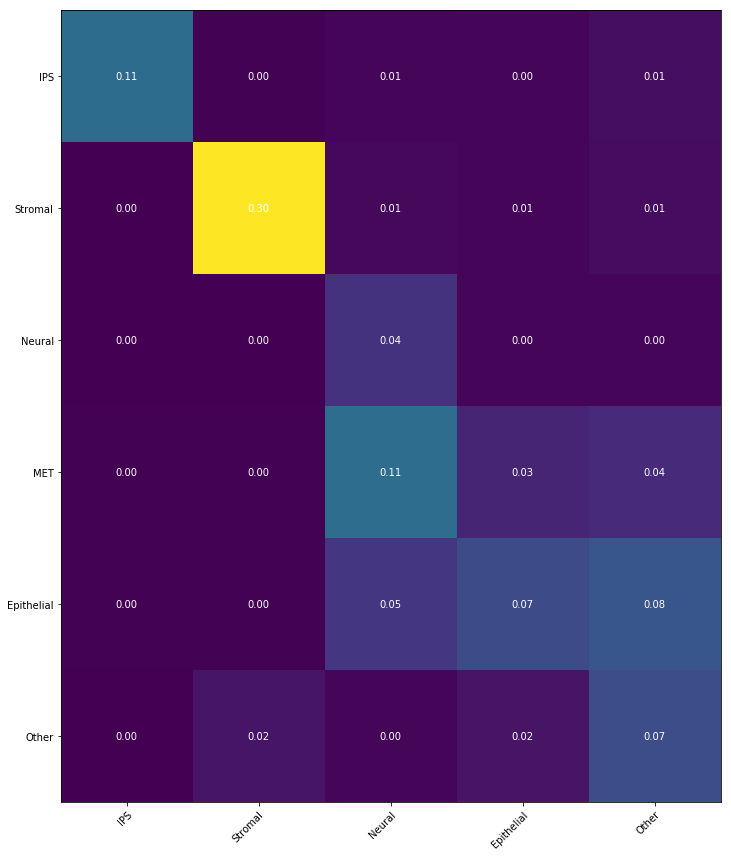 IPS 0.11 0.00 0.01 0.00 0.01
Stromal 0.00 0.30 0.01 0.01 0.01
Neural 0.00 0.00 0.04 0.00 0.00
MET 0.00 0.00 0.11 0.03 0.04
Epithelial 0.00 0.00 0.05 0.07 0.08
Other 0.00 0.02 0.00 0.02 0.07
IPS Stromal Neural Epithelial Other